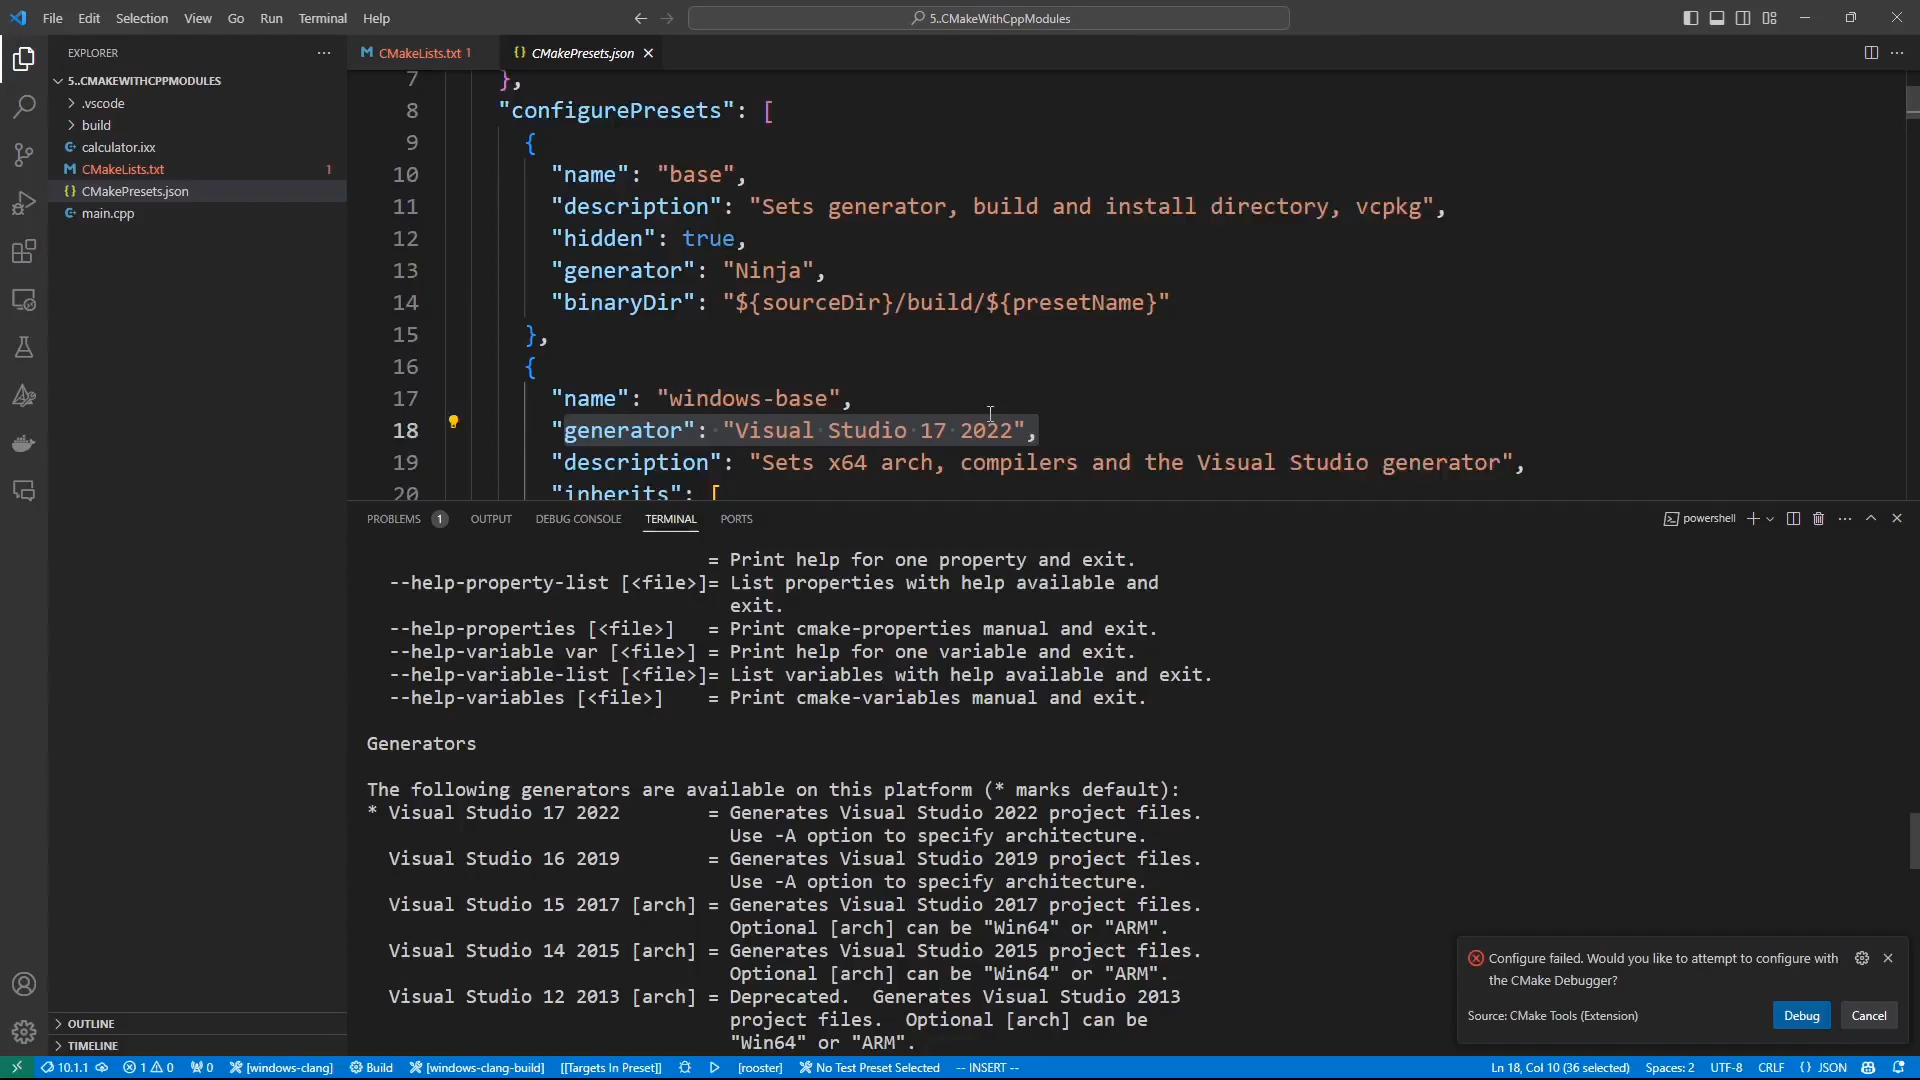 File Edit Selection View Go Run Terminal Help
5..CMakeWithCppModules
EXPLORER
5..CMAKEWITHCPPMODULES
.vscode
build
calculator.ixx
CMakeLists.txt 1
CMakePresets.json
main.cpp
OUTLINE
TIMELINE
CMakeLists.txt 1
CMakePresets.json
7 },
8 "configurePresets": [
9 {
10 "name": "base",
11 "description": "Sets generator, build and install directory, vcpkg",
12 "hidden": true,
13 "generator": "Ninja",
14 "binaryDir": "${sourceDir}/build/${presetName}"
15 },
16 {
17 "name": "windows-base",
18 "generator": "Visual Studio 17 2022",
19 "description": "Sets x64 arch, compilers and the Visual Studio generator",
20 "inherits": [
PROBLEMS 1 OUTPUT DEBUG CONSOLE TERMINAL PORTS
powershell
= Print help for one property and exit.
--help-property-list [<file>]= List properties with help available and
exit.
--help-properties [<file>] = Print cmake-properties manual and exit.
--help-variable var [<file>] = Print help for one variable and exit.
--help-variable-list [<file>]= List variables with help available and exit.
--help-variables [<file>] = Print cmake-variables manual and exit.
Generators
The following generators are available on this platform (* marks default):
* Visual Studio 17 2022 = Generates Visual Studio 2022 project files.
Use -A option to specify architecture.
Visual Studio 16 2019 = Generates Visual Studio 2019 project files.
Use -A option to specify architecture.
Visual Studio 15 2017 [arch] = Generates Visual Studio 2017 project files.
Optional [arch] can be "Win64" or "ARM".
Visual Studio 14 2015 [arch] = Generates Visual Studio 2015 project files.
Optional [arch] can be "Win64" or "ARM".
Visual Studio 12 2013 [arch] = Deprecated. Generates Visual Studio 2013
project files. Optional [arch] can be
"Win64" or "ARM".
Configure failed. Would you like to attempt to configure with
the CMake Debugger?
Source: CMake Tools (Extension)
Debug
Cancel
10.1.1 1 0 0 [windows-clang] Build [windows-clang-build] [[Targets In Preset]] [rooster] No Test Preset Selected -- INSERT -- Ln 18, Col 10 (36 selected) Spaces: 2 UTF-8 CRLF {} JSON